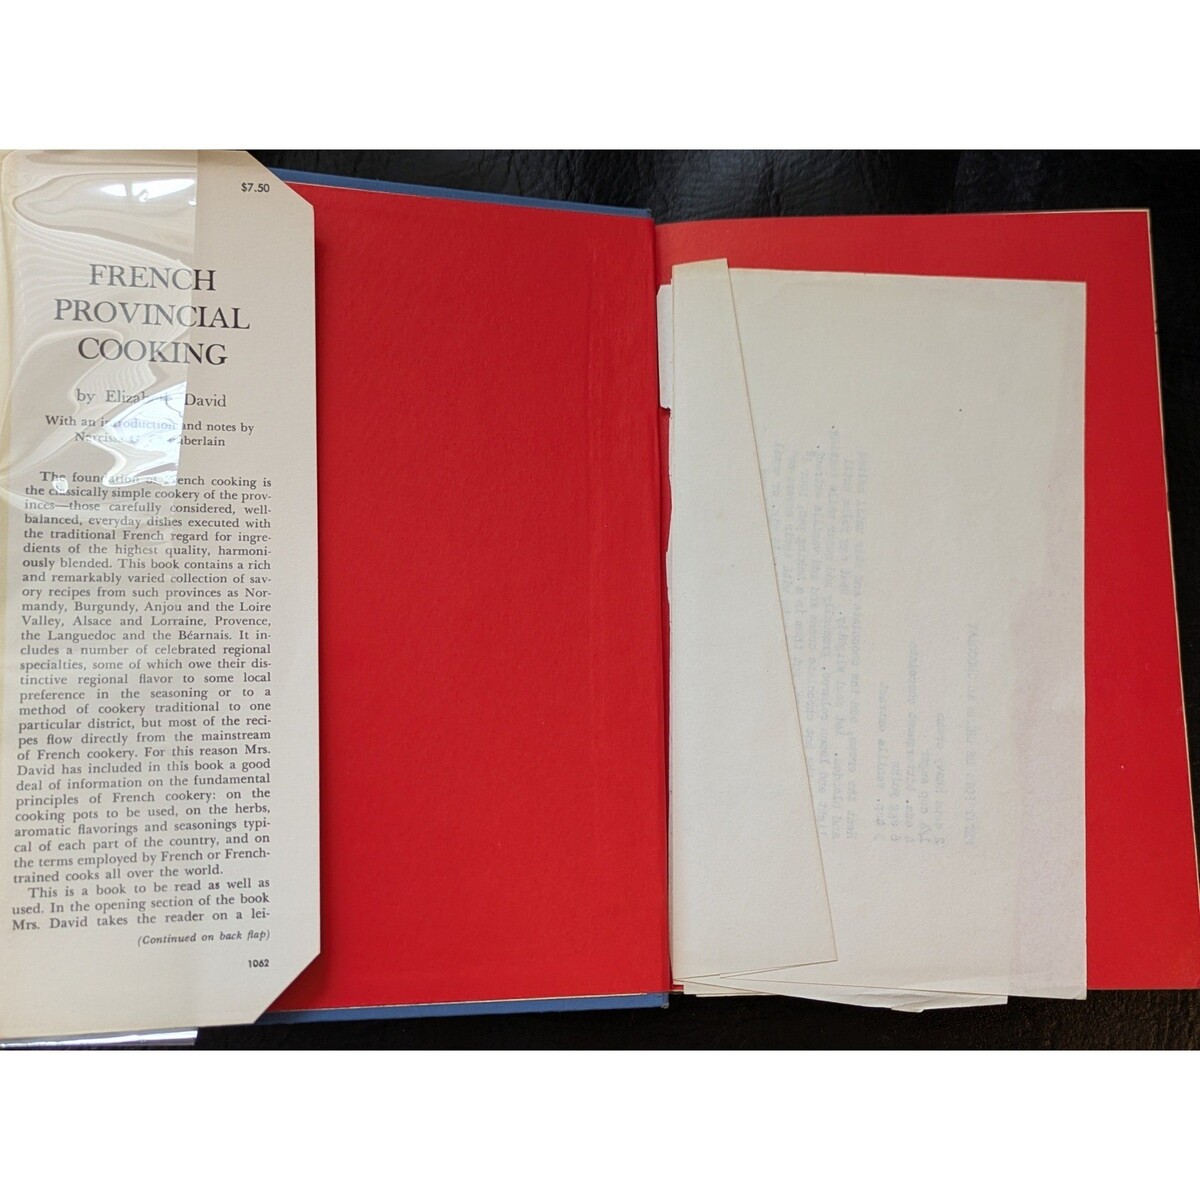 $7.50
FRENCH
PROVINCIAL
COOKING
by Elizabeth David
With an introduction and notes by
Narcissa G. Chamberlain
The foundation of French cooking is
the classically simple cookery of the prov-
inces—those carefully considered, well-
balanced, everyday dishes executed with
the traditional French regard for ingre-
dients of the highest quality, harmoni-
ously blended. This book contains a rich
and remarkably varied collection of sav-
ory recipes from such provinces as Nor-
mandy, Burgundy, Anjou and the Loire
Valley, Alsace and Lorraine, Provence,
the Languedoc and the Béarnais. It in-
cludes a number of celebrated regional
specialties, some of which owe their dis-
tinctive regional flavor to some local
preference in the seasoning or to a
method of cookery traditional to one
particular district, but most of the reci-
pes flow directly from the mainstream
of French cookery. For this reason Mrs.
David has included in this book a good
deal of information on the fundamental
principles of French cookery: on the
cooking pots to be used, on the herbs,
aromatic flavorings and seasonings typi-
cal of each part of the country, and on
the terms employed by French or French-
trained cooks all over the world.
This is a book to be read as well as
used. In the opening section of the book
Mrs. David takes the reader on a lei-
(Continued on back flap)
1062